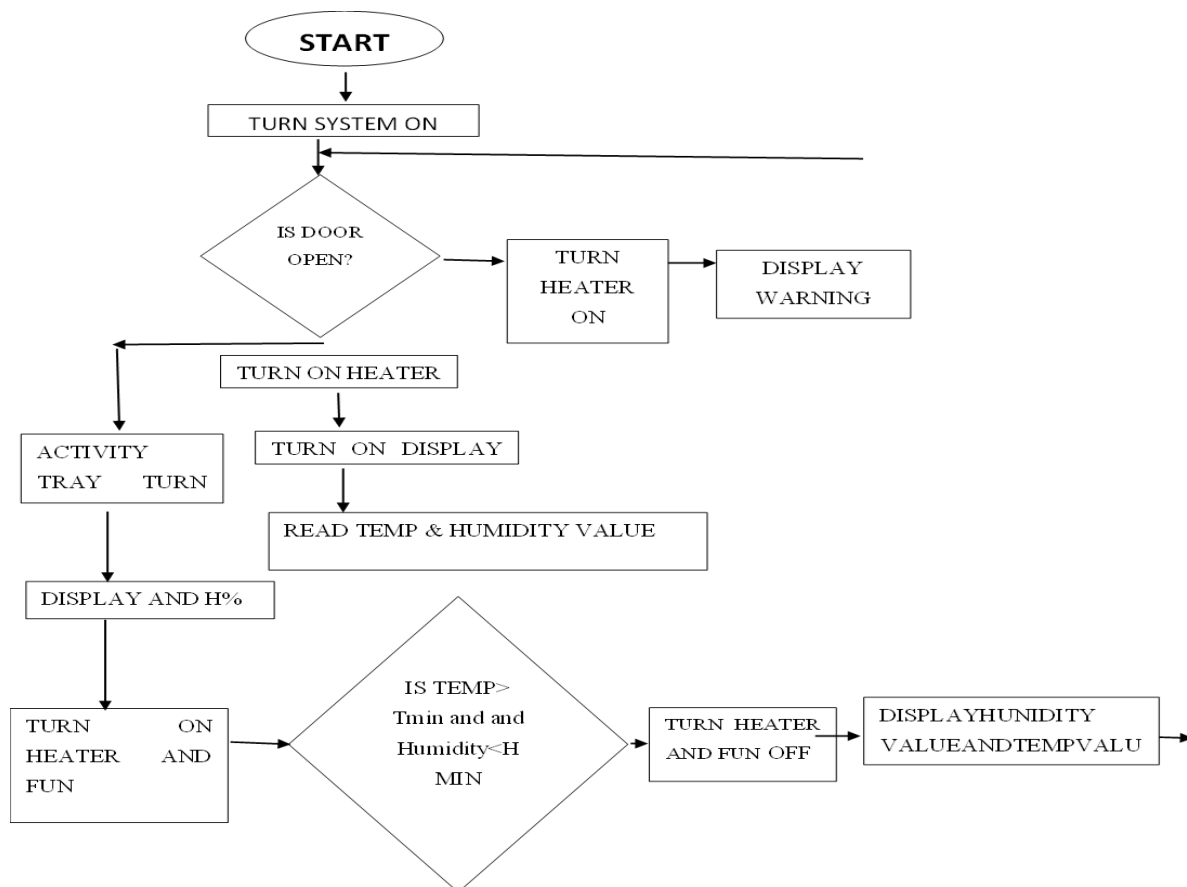 START
TURN SYSTEM ON
IS DOOR
OPEN?
TURN
HEATER
ON
DISPLAY
WARNING
TURN ON HEATER
TURN ON DISPLAY
READ TEMP & HUMIDITY VALUE
ACTIVITY
TRAY TURN
DISPLAY AND H%
TURN ON
HEATER AND
FUN
IS TEMP>
Tmin and and
Humidity<H
MIN
TURN HEATER
AND FUN OFF
DISPLAYHUNIDITY
VALUEANDTEMPVALU